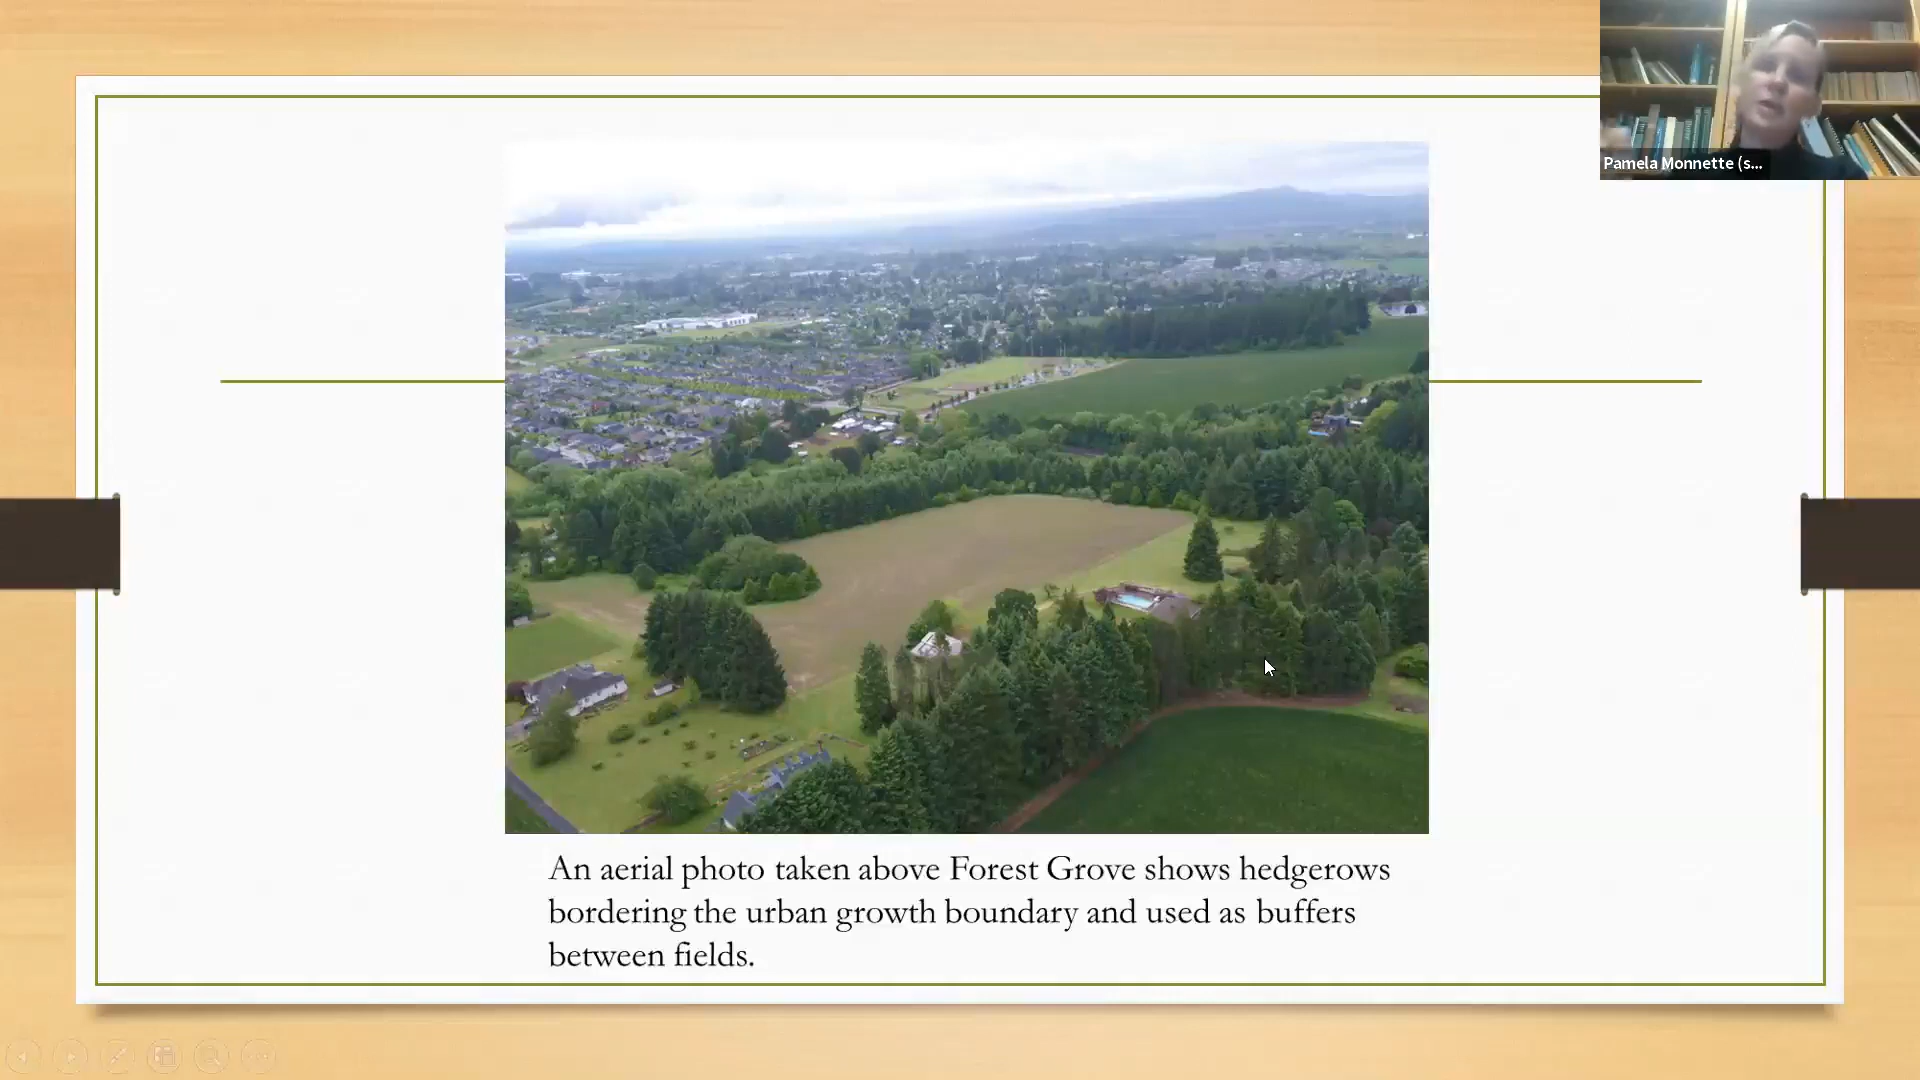 Pamela Monnette (s...
An aerial photo taken above Forest Grove shows hedgerows
bordering the urban growth boundary and used as buffers
between fields.